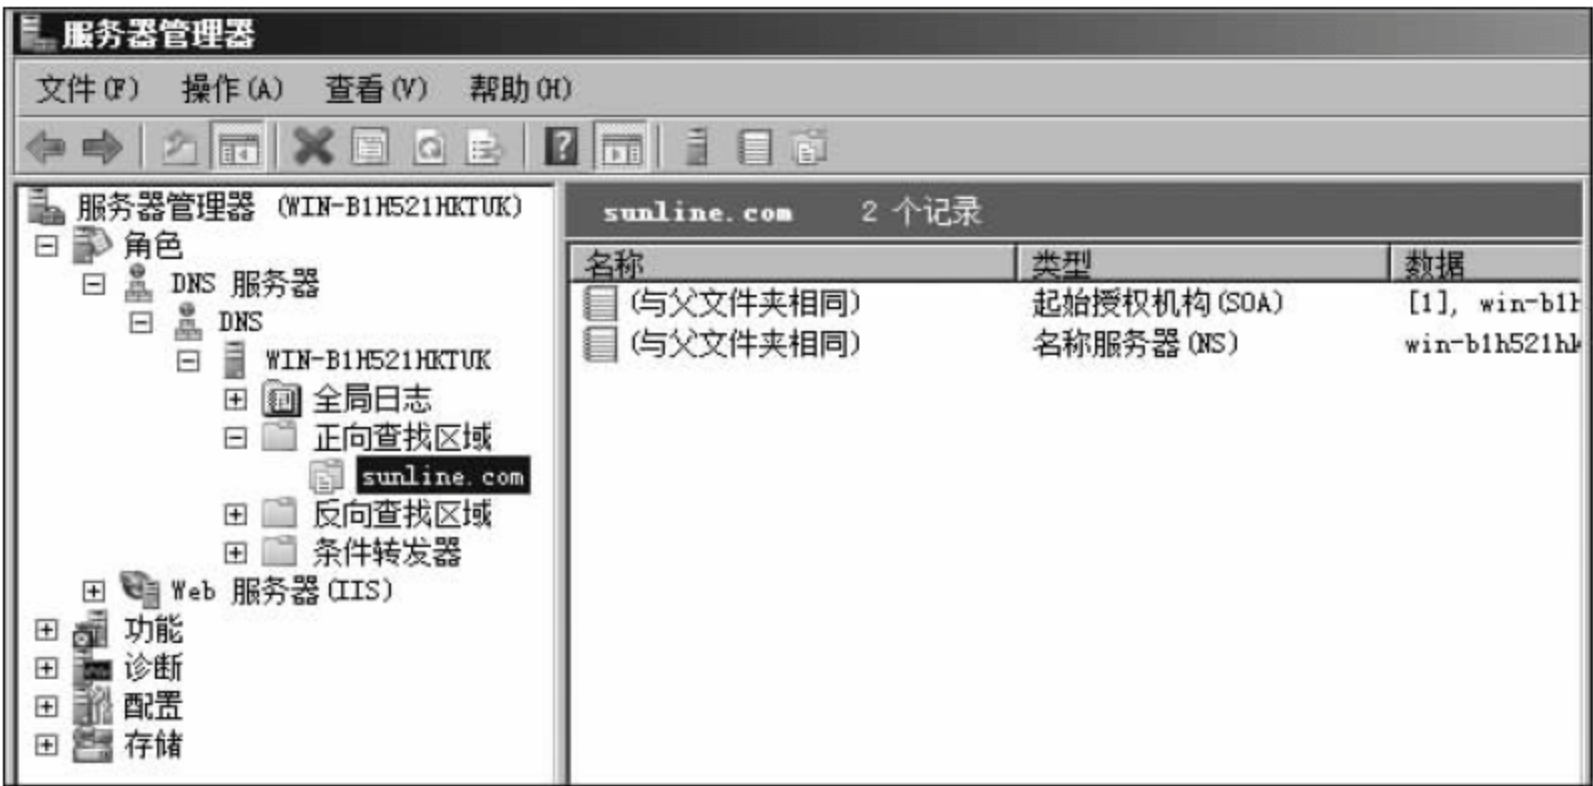 服务器管理器
文件(F) 操作(A) 查看(V) 帮助(H)
服务器管理器 (WIN-B1H521HKTUK)
角色
DNS 服务器
DNS
WIN-B1H521HKTUK
全局日志
正向查找区域
sunline.com
反向查找区域
条件转发器
Web 服务器(IIS)
功能
诊断
配置
存储
sunline.com 2 个记录
名称 类型 数据
(与父文件夹相同) 起始授权机构(SOA) [1], win-b1h
(与父文件夹相同) 名称服务器(NS) win-b1h521hk